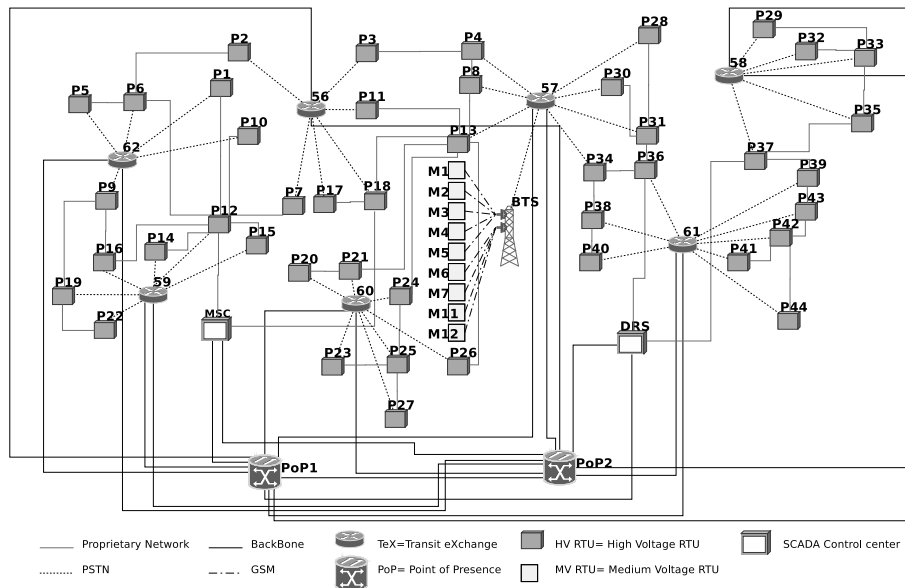 P28
P29
P2
P3
P4
P32
P33
58
P1
P8
57
P30
P5
P6
56
P11
P35
P10
P13
P31
62
P37
M1
P34
P36
P9
P7
P17
P18
M2
P39
P12
M3
BTS
P38
P43
P14
P15
M4
61
P42
P16
M5
P40
P41
P20
P21
M6
P19
59
60
P24
M7
P22
MSC
M11
P44
M12
DRS
P23
P25
P26
P27
PoP1
PoP2
Proprietary Network
BackBone
TeX=Transit eXchange
HV RTU= High Voltage RTU
SCADA Control center
PSTN
GSM
PoP= Point of Presence
MV RTU= Medium Voltage RTU